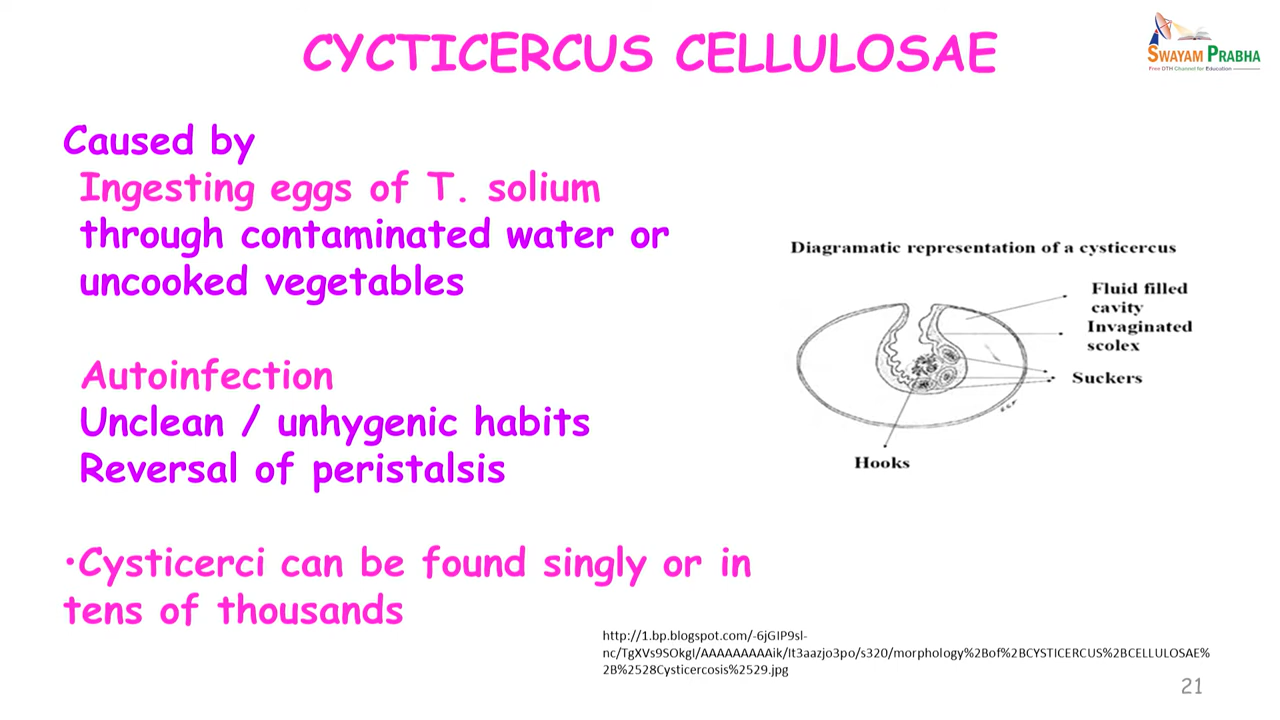 CYCTICERCUS CELLULOSAE
SWAYAM PRABHA
Free DTH Channel for Education
Caused by
Ingesting eggs of T. solium
through contaminated water or
uncooked vegetables
Autoinfection
Unclean / unhygenic habits
Reversal of peristalsis
•Cysticerci can be found singly or in
tens of thousands
Diagramatic representation of a cysticercus
Fluid filled
cavity
Invaginated
scolex
Suckers
Hooks
http://1.bp.blogspot.com/-6jGIP9sl-
nc/TgXVs9SOkgI/AAAAAAAAAik/It3aazjo3po/s320/morphology%2Bof%2BCYSTICERCUS%2BCELLULOSAE%
2B%2528Cysticercosis%2529.jpg
21